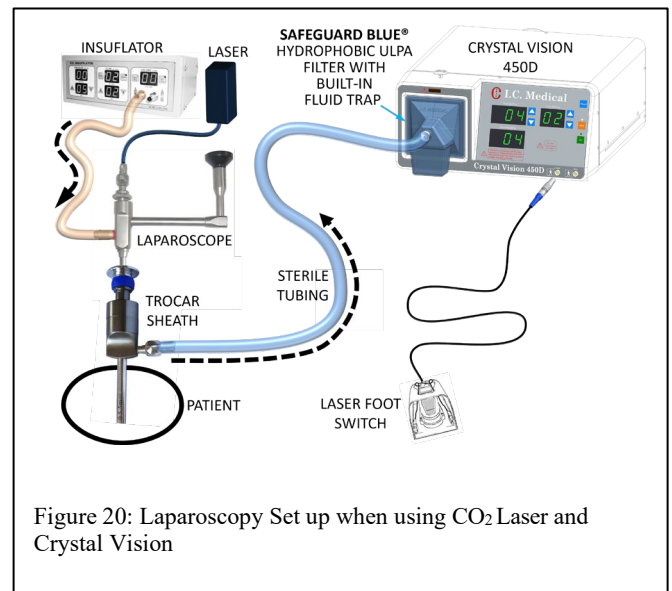 INSUFLATOR
LASER
SAFEGUARD BLUE®
HYDROPHOBIC ULPA
FILTER WITH
BUILT-IN
FLUID TRAP
CRYSTAL VISION
450D
I.C. Medical
04 02
04
Crystal Vision 450D
LAPAROSCOPE
TROCAR
SHEATH
STERILE
TUBING
PATIENT
LASER FOOT
SWITCH
Figure 20: Laparoscopy Set up when using CO2 Laser and
Crystal Vision